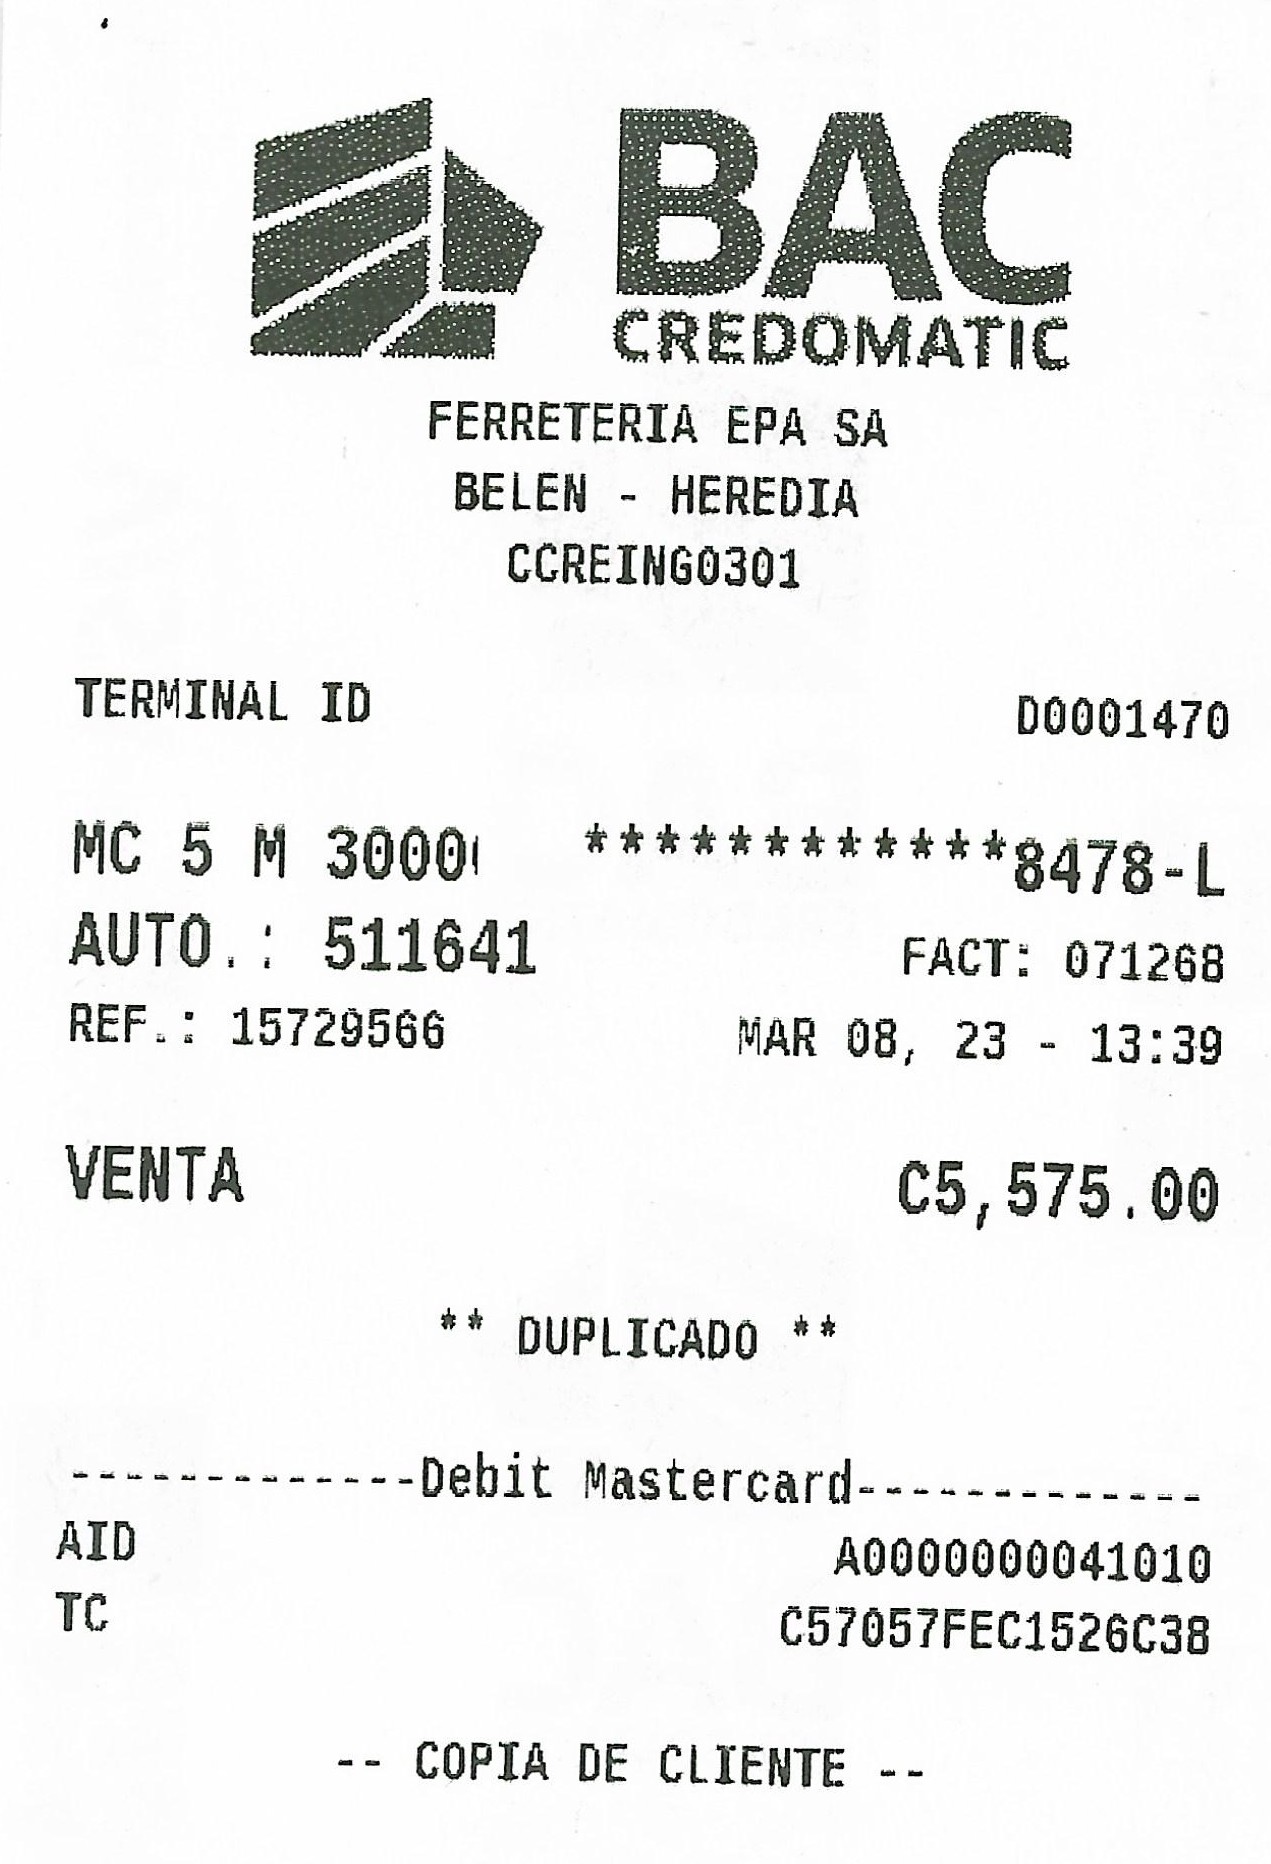 BAC
CREDOMATIC
FERRETERIA EPA SA
BELEN - HEREDIA
CCREING0301
TERMINAL ID D0001470
MC 5 M 3000 ************8478-L
AUTO.: 511641 FACT: 071268
REF.: 15729566 MAR 08, 23 - 13:39
VENTA C5,575.00
** DUPLICADO **
-------------Debit Mastercard-------------
AID A0000000041010
TC C57057FEC1526C38
-- COPIA DE CLIENTE --